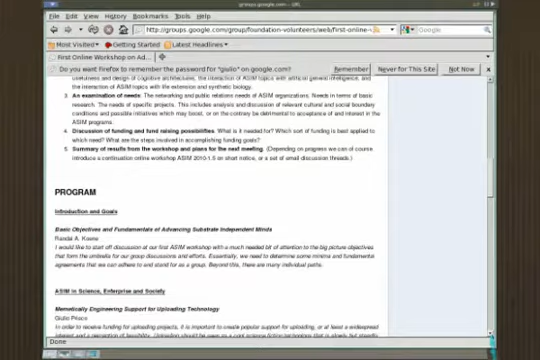 groups.google.com
File Edit View History Bookmarks Tools Help
http://groups.google.com/group/foundation-volunteers/web/first-online- Google
Most Visited Getting Started Latest Headlines
First Online Workshop on Ad...
Do you want Firefox to remember the password for "giulio" on google.com? Remember Never for This Site Not Now
usefulness and design of cognitive architectures, the interaction of ASIM topics with artificial general intelligence, and
the interaction of ASIM topics with life extension and synthetic biology.
3 An examination of needs. The networking and public relations needs of ASIM organizations. Needs in terms of basic
research. The needs of specific projects. This includes analysis and discussion of relevant cultural and social boundary
conditions and possible initiatives which may boost, or on the contrary be detrimental to acceptance of and interest in the
ASIM programs.
4. Discussion of funding and fund raising possibilities. What is it needed for? Which sort of funding is best applied to
which need? What are the steps involved in accomplishing funding goals?
5. Summary of results from the workshop and plans for the next meeting. (Depending on progress we can of course
introduce a continuation online workshop ASIM 2010-1.5 on short notice, or a set of email discussion threads.)
PROGRAM
Introduction and Goals
Basic Objectives and Fundamentals of Advancing Substrate Independent Minds
Randal A. Koene
I would like to start off discussion at our first ASIM workshop with a much needed bit of attention to the big picture objectives
that form the umbrella for our group discussions and efforts. Essentially, we need to determine some minima and fundamental
agreements that we can adhere to and stand for as a group. Beyond this, there are many individual paths.
ASIM in Science, Enterprise and Society
Memetically Engineering Support for Uploading Technology
Giulio Prisco
In order to receive funding for uploading projects, it is important to create popular support for uploading, or at least a widespread
Done